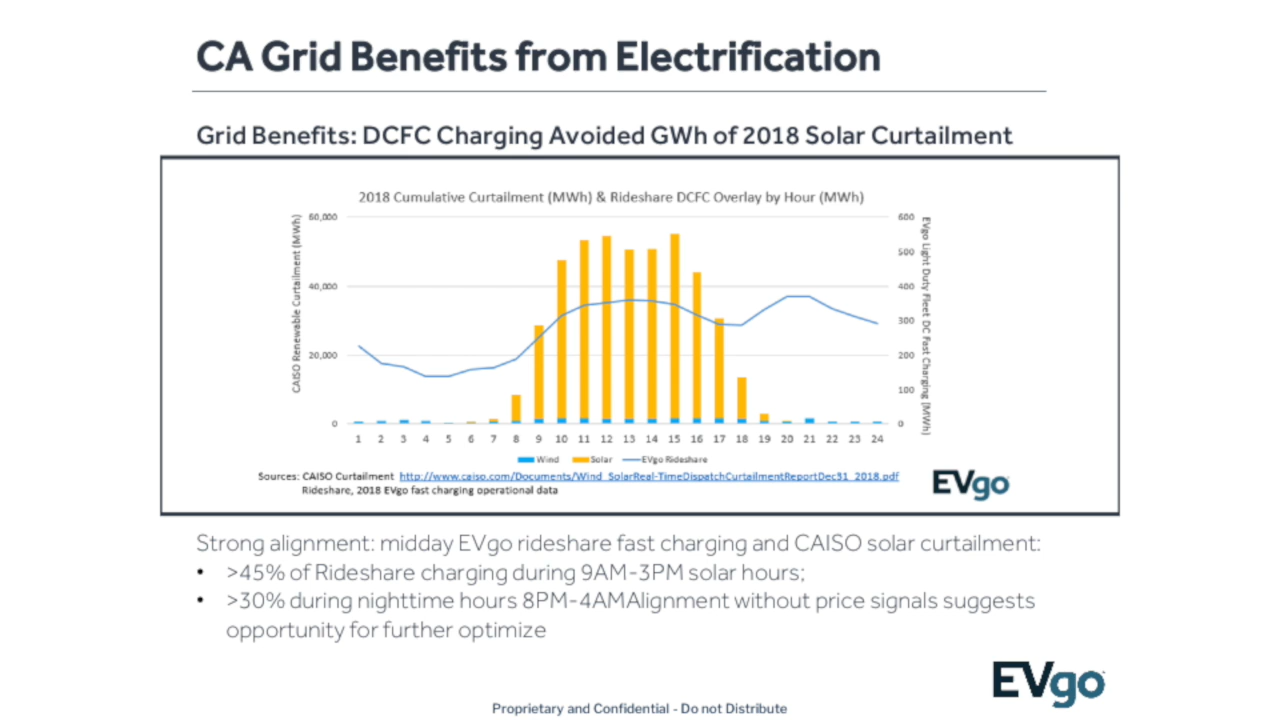 CA Grid Benefits from Electrification
Grid Benefits: DCFC Charging Avoided GWh of 2018 Solar Curtailment
2018 Cumulative Curtailment (MWh) & Rideshare DCFC Overlay by Hour (MWh)
CAISO Renewable Curtailment (MWh)
60,000
40,000
20,000
0
600
500
400
300
200
100
0
EVgo Light Duty Fleet DC Fast Charging (MWh)
1 2 3 4 5 6 7 8 9 10 11 12 13 14 15 16 17 18 19 20 21 22 23 24
Wind Solar EVgo Rideshare
Sources: CAISO Curtailment http://www.caiso.com/Documents/Wind_SolarReal-TimeDispatchCurtailmentReportDec31_2018.pdf
Rideshare, 2018 EVgo fast charging operational data
EVgo
Strong alignment: midday EVgo rideshare fast charging and CAISO solar curtailment:
• >45% of Rideshare charging during 9AM-3PM solar hours;
• >30% during nighttime hours 8PM-4AMAlignment without price signals suggests
opportunity for further optimize
EVgo
Proprietary and Confidential - Do not Distribute